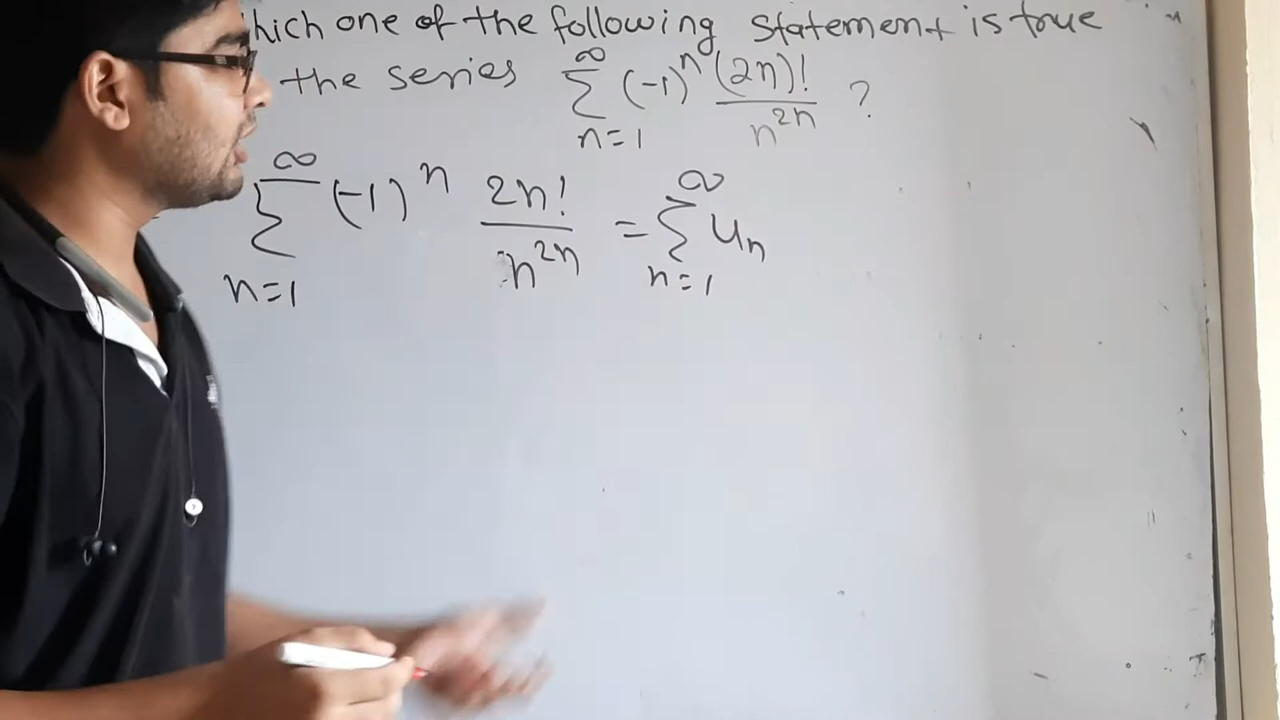 hich one of the following statement is true
the series ∑_{n=1}^{∞} (-1)^n (2n)!/n^{2n} ?
∑_{n=1}^{∞} (-1)^n 2n!/n^{2n} = ∑_{n=1}^{∞} u_n